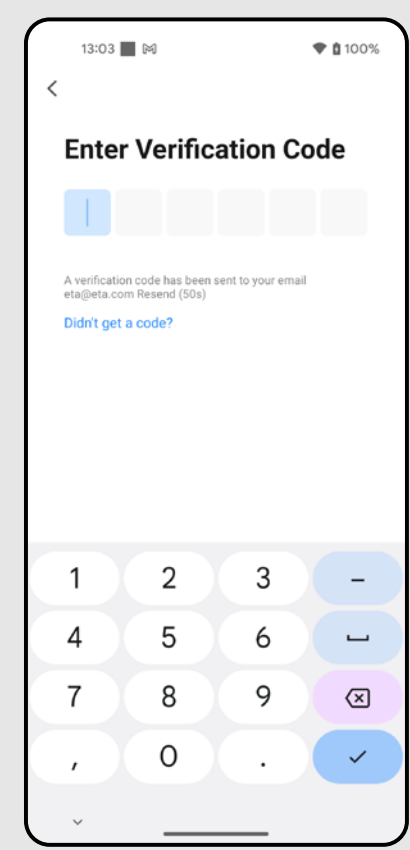 13:03 100%
Enter Verification Code
A verification code has been sent to your email
eta@eta.com Resend (50s)
Didn't get a code?
1 2 3 –
4 5 6
7 8 9
, 0 .